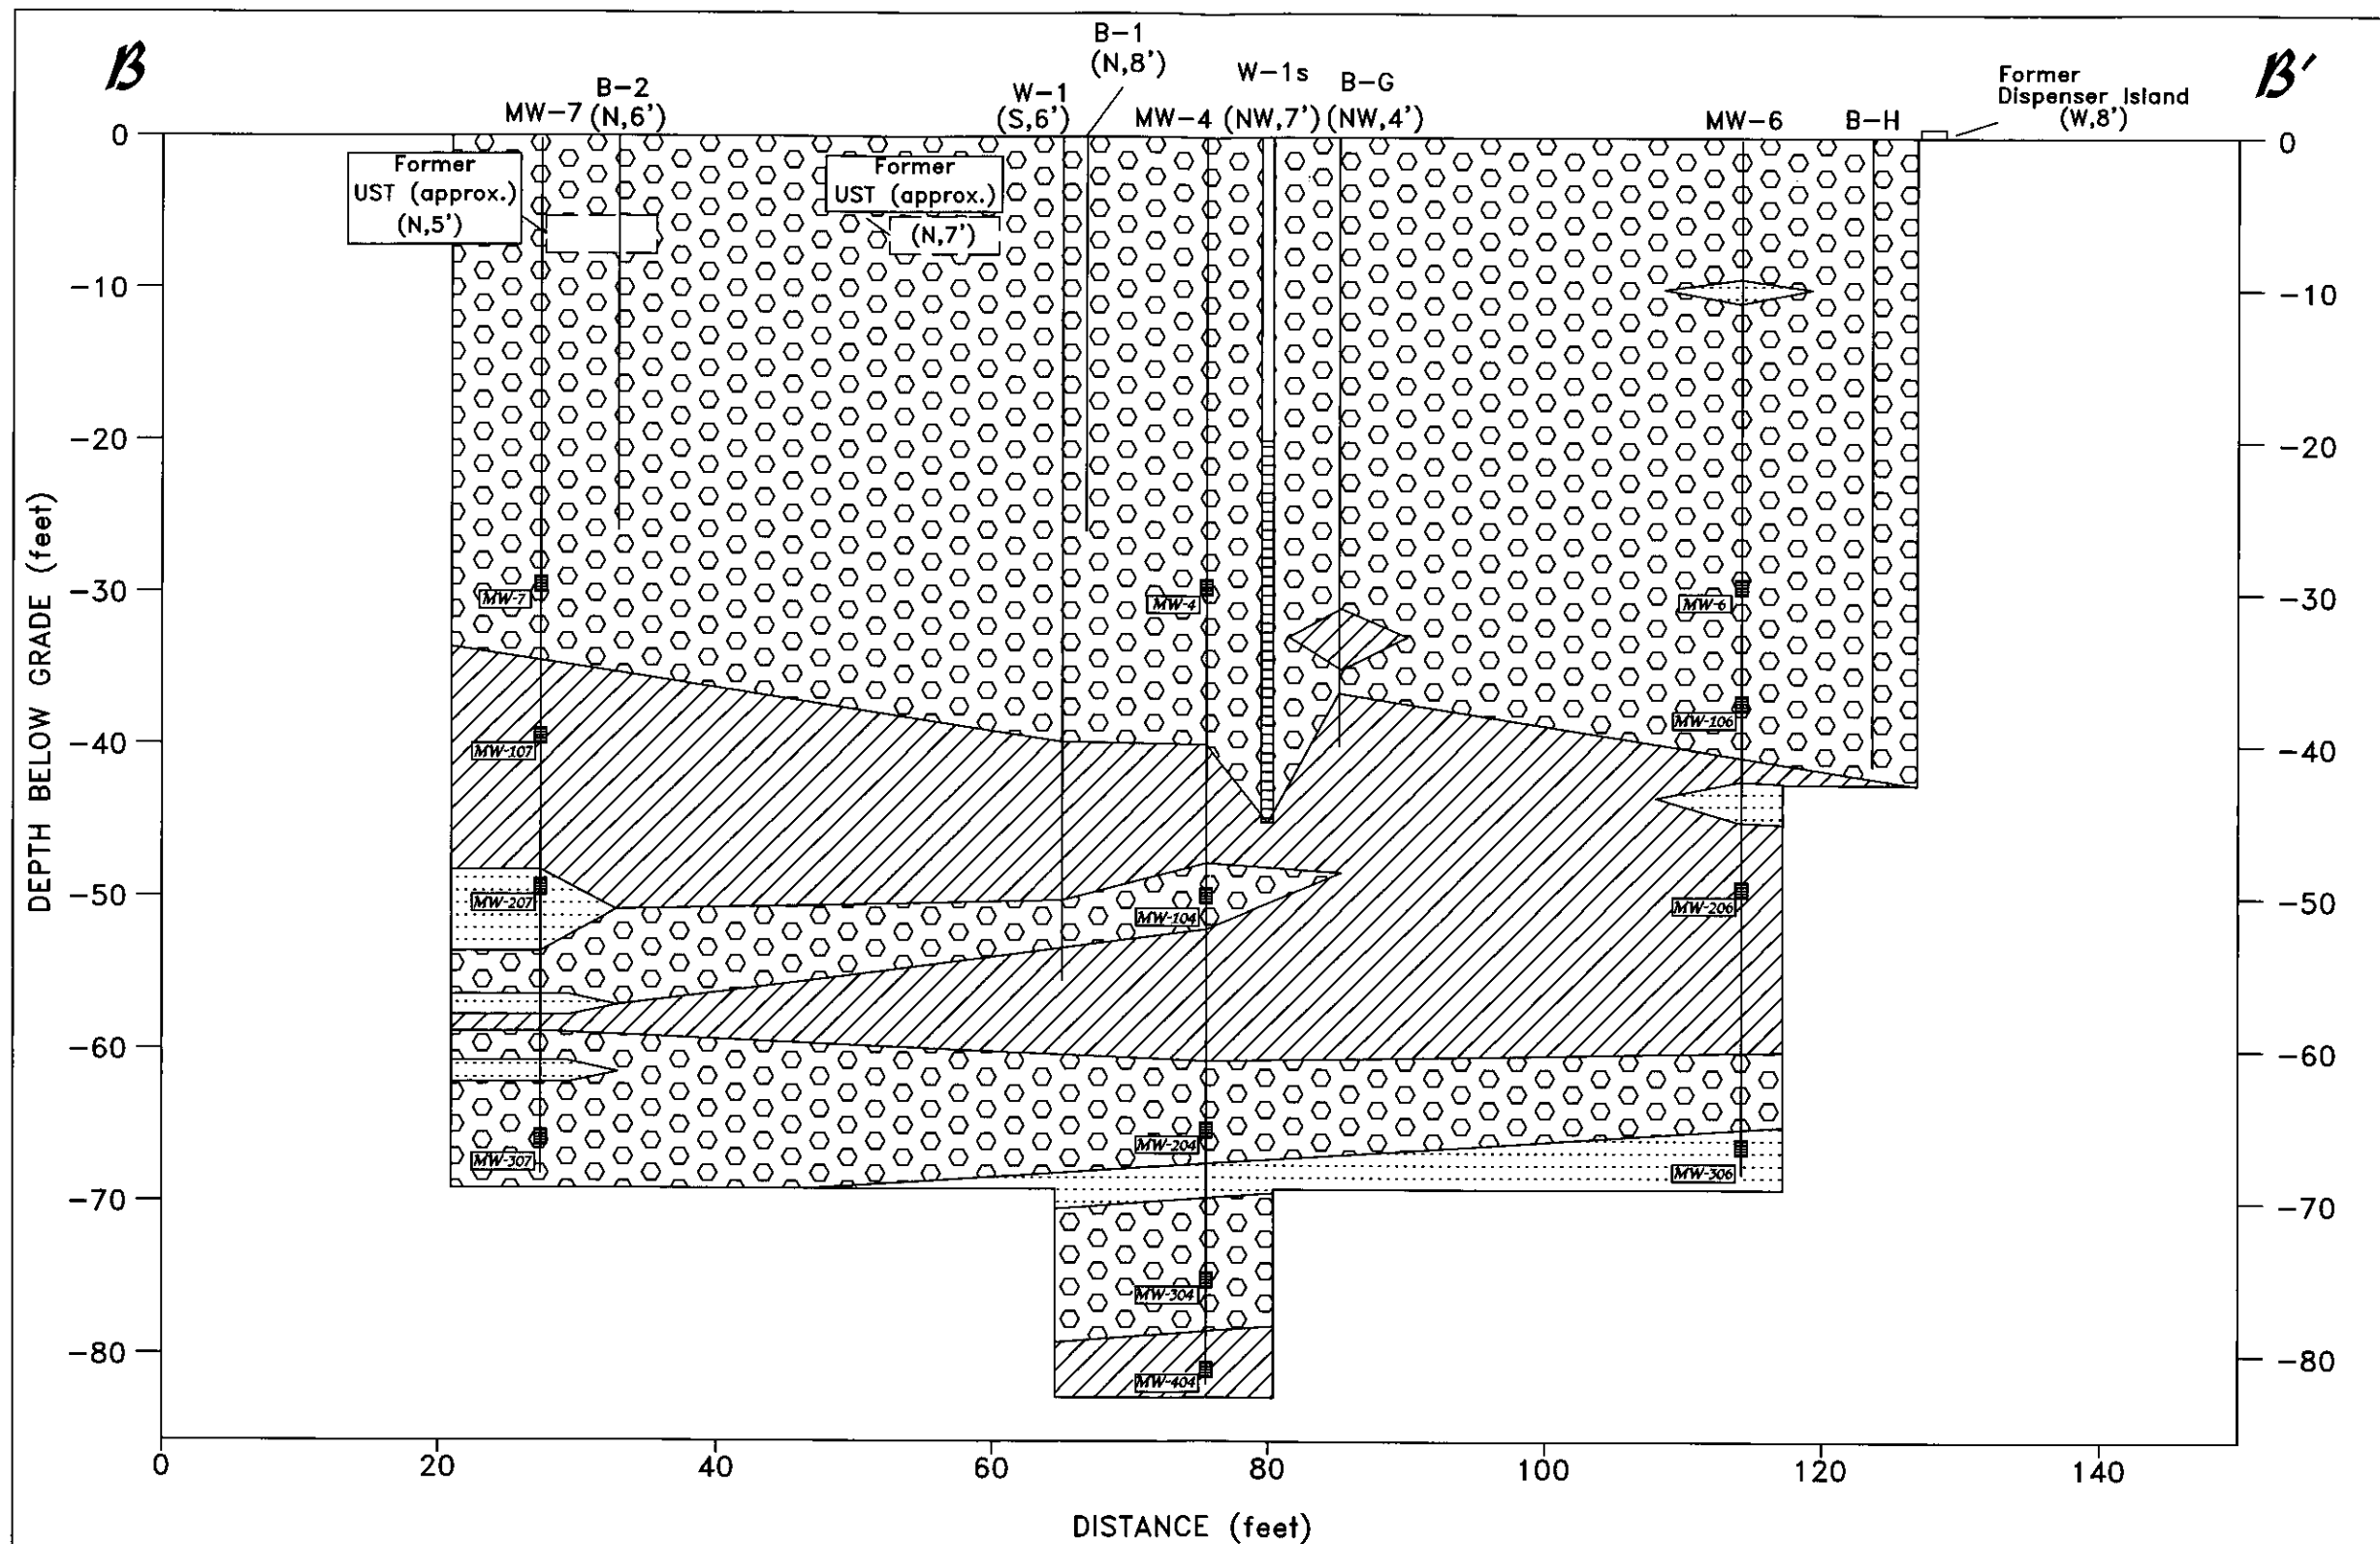 B
B'
B-1
(N,8')
W-1s
B-G
Former
Dispenser Island
(W,8')
B-2
W-1
MW-7 (N,6')
(S,6')
MW-4 (NW,7') (NW,4')
MW-6
B-H
0
0
Former
UST (approx.)
(N,5')
Former
UST (approx.)
(N,7')
-10
-10
-20
-20
-30
-30
MW-7
MW-4
MW-6
-40
-40
MW-107
MW-106
-50
-50
MW-207
MW-104
MW-206
-60
-60
MW-307
MW-204
MW-306
-70
-70
MW-304
-80
-80
MW-404
DEPTH BELOW GRADE (feet)
0 20 40 60 80 100 120 140
DISTANCE (feet)